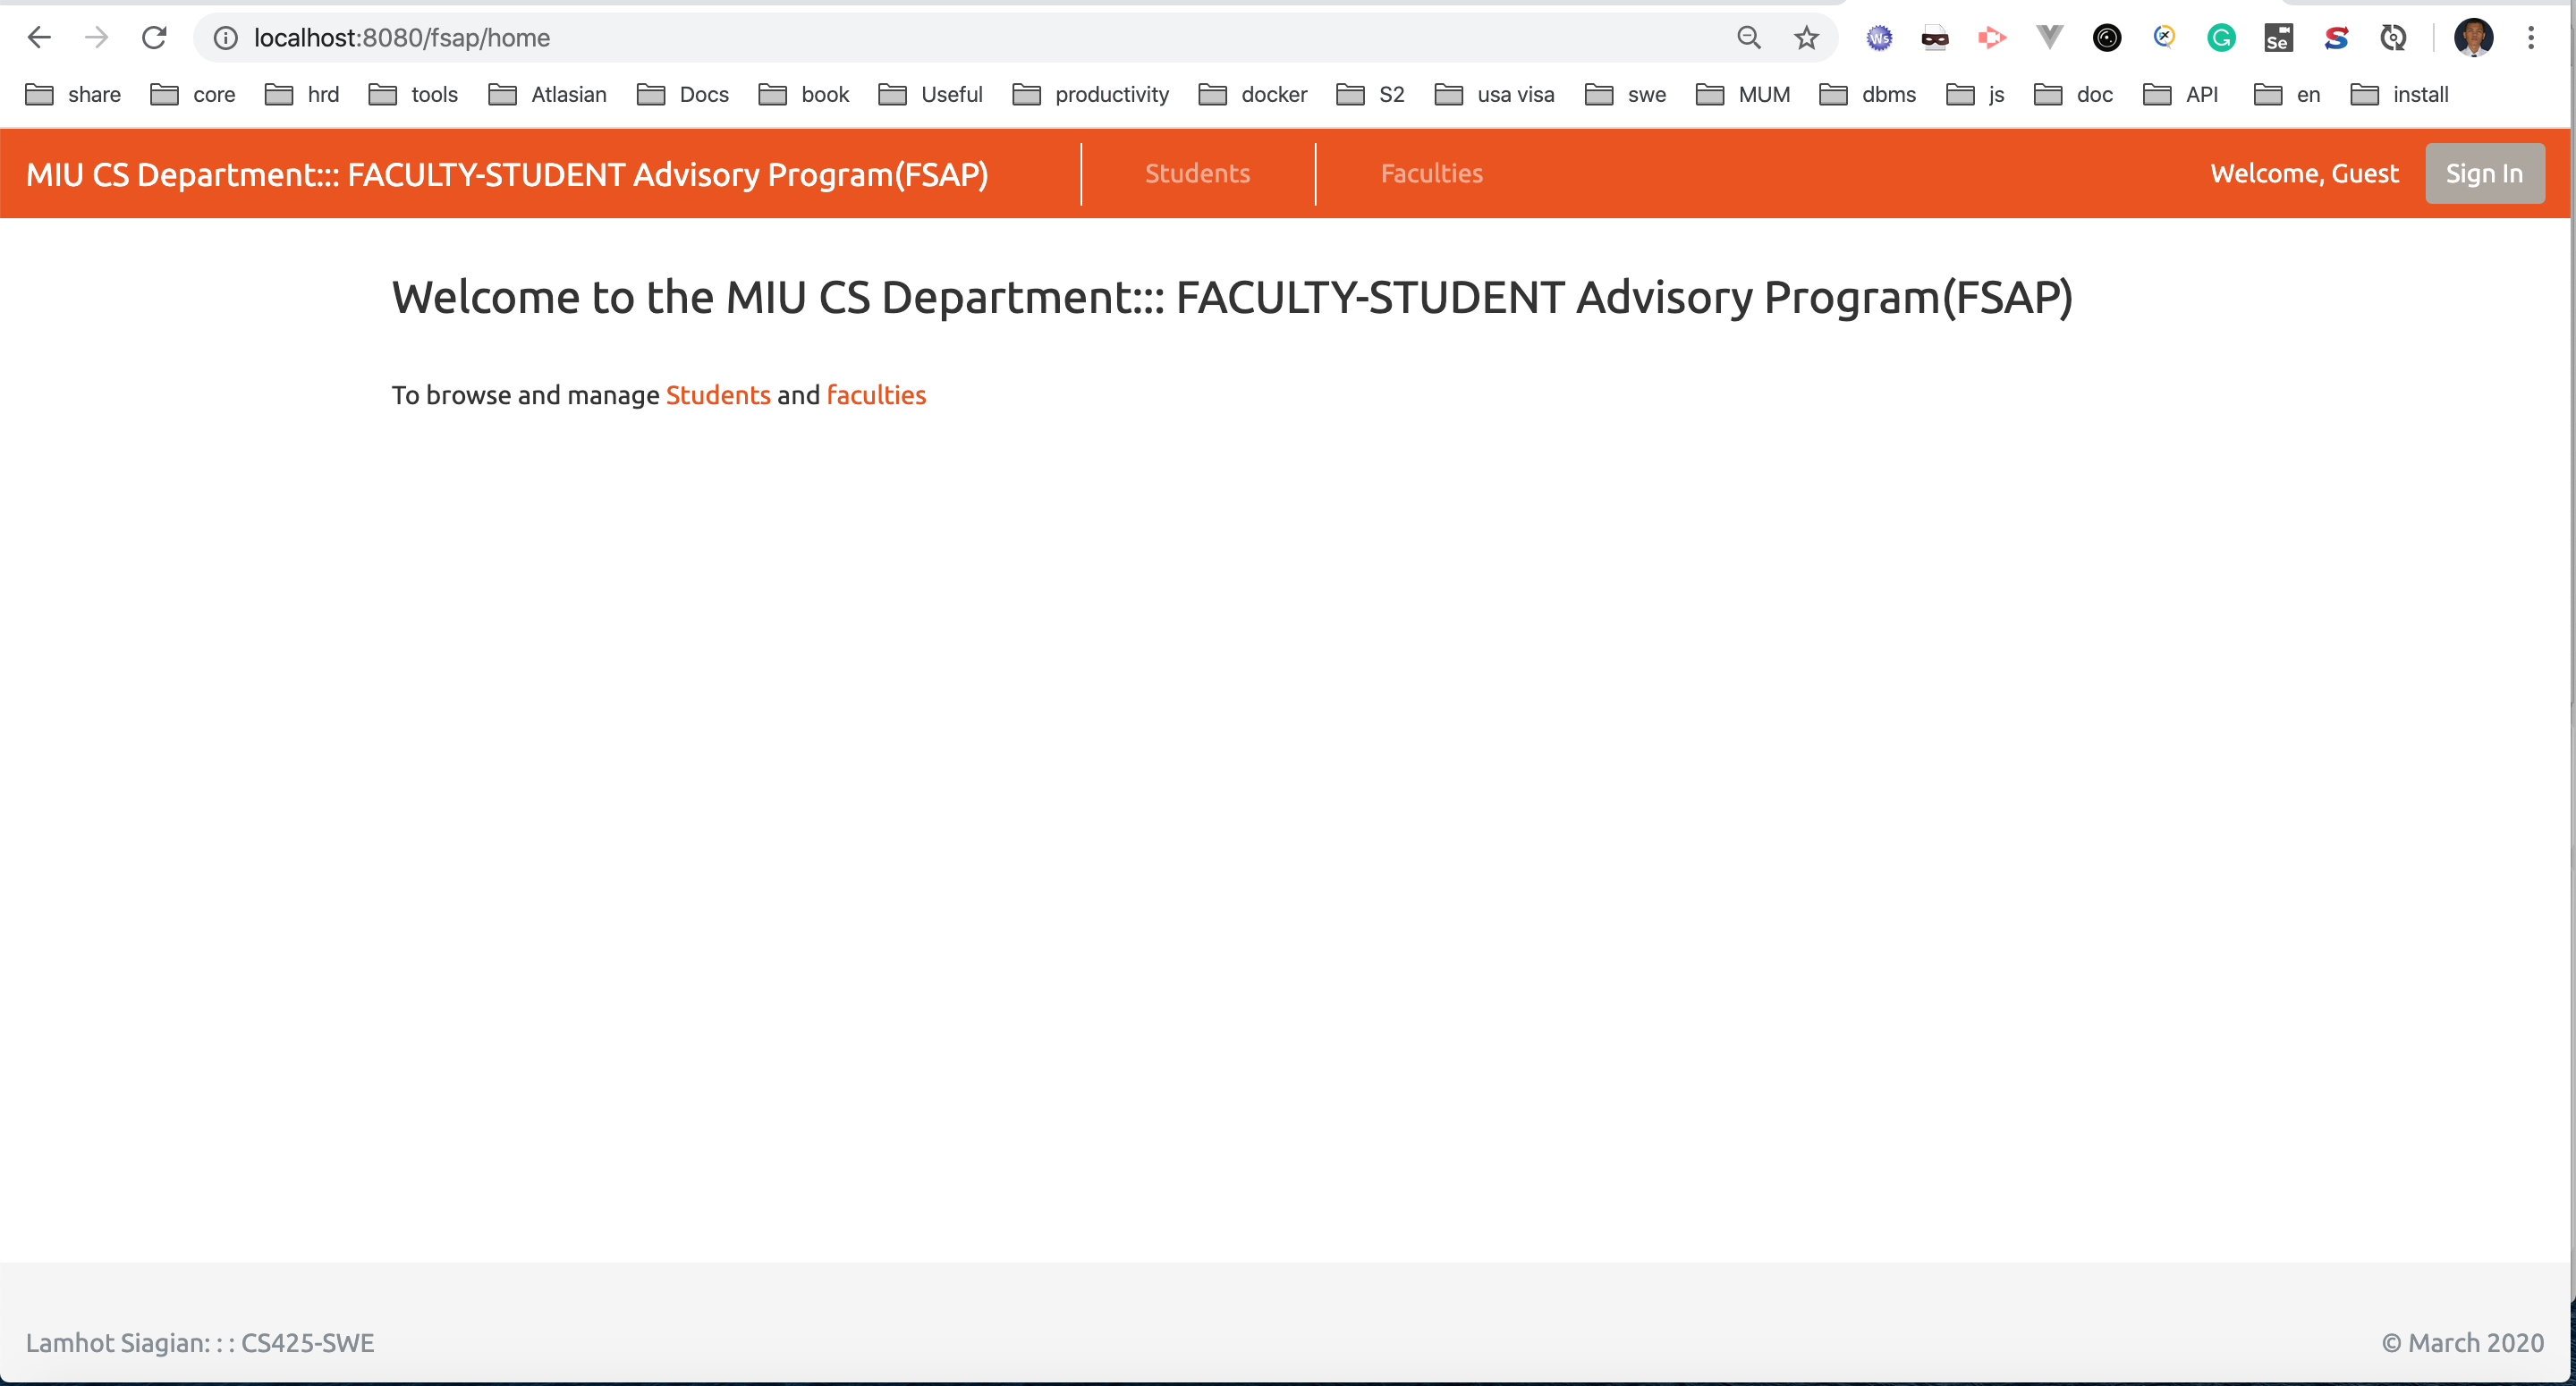 localhost:8080/fsap/home
Ws
Se
share core hrd tools Atlasian Docs book Useful productivity docker S2 usa visa swe MUM dbms js doc API en install
MIU CS Department::: FACULTY-STUDENT Advisory Program(FSAP) Students Faculties Welcome, Guest Sign In
Welcome to the MIU CS Department::: FACULTY-STUDENT Advisory Program(FSAP)
To browse and manage Students and faculties
Lamhot Siagian: : : CS425-SWE © March 2020